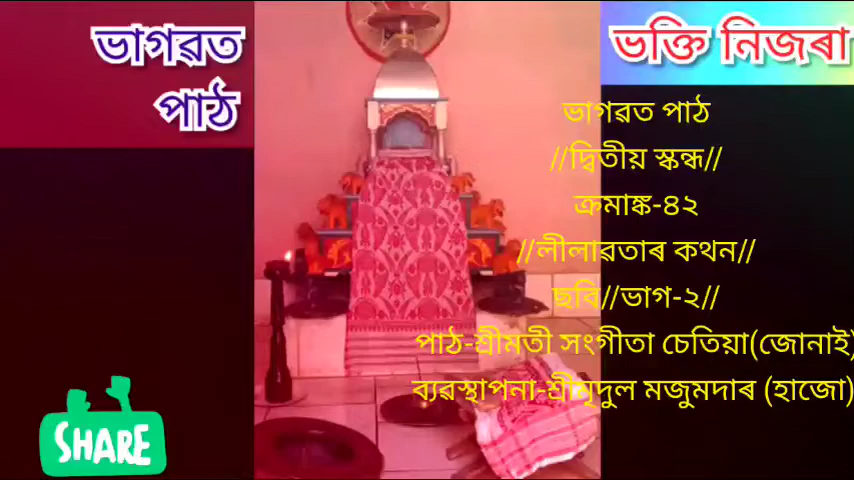 ভাগৱত
পাঠ
ভক্তি নিজৰা
ভাগৱত পাঠ
//দ্বিতীয় স্কন্ধ//
ক্ৰমাঙ্ক-৪২
//লীলাৱতাৰ কথন//
ছবি//ভাগ-২//
পাঠ-শ্ৰীমতী সংগীতা চেতিয়া(জোনাই)
ব্যৱস্থাপনা-শ্ৰীমৃদুল মজুমদাৰ (হাজো)
SHARE